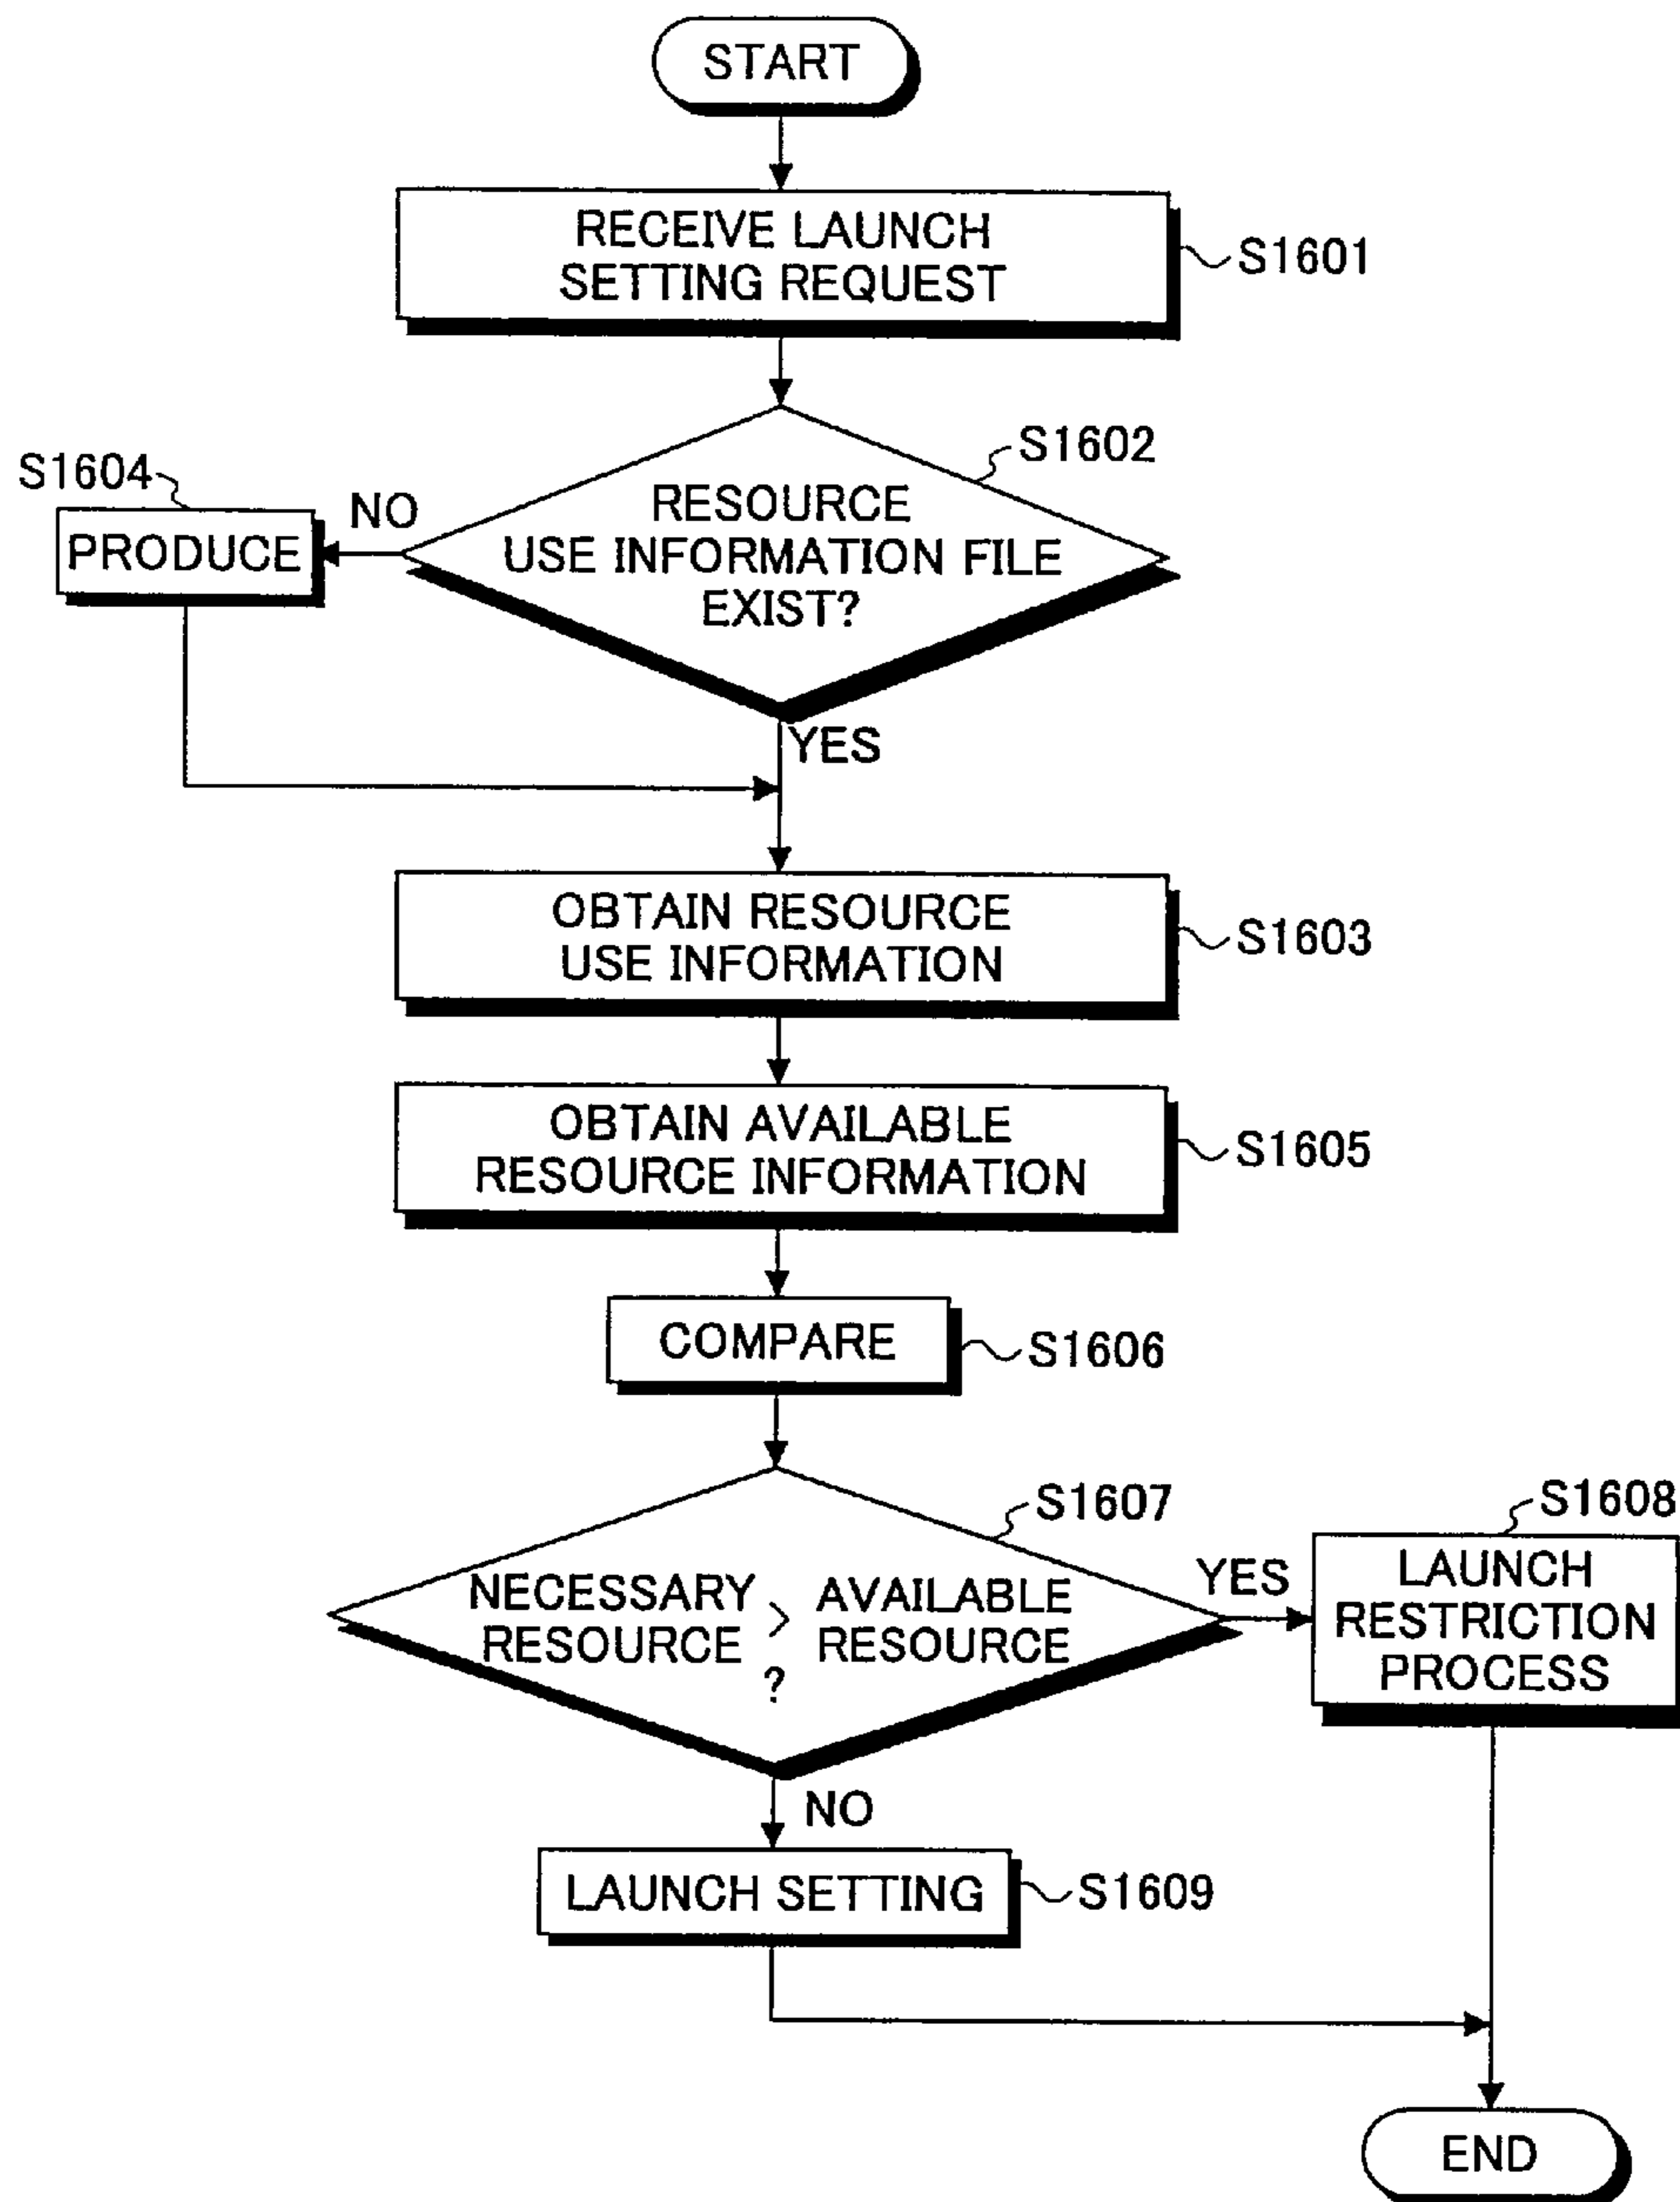 START
RECEIVE LAUNCH
SETTING REQUEST
S1601
S1602
S1604
NO
PRODUCE
RESOURCE
USE INFORMATION FILE
EXIST?
YES
OBTAIN RESOURCE
USE INFORMATION
S1603
OBTAIN AVAILABLE
RESOURCE INFORMATION
S1605
COMPARE
S1606
S1607
NECESSARY > AVAILABLE
RESOURCE RESOURCE
?
YES
S1608
LAUNCH
RESTRICTION
PROCESS
NO
LAUNCH SETTING
S1609
END